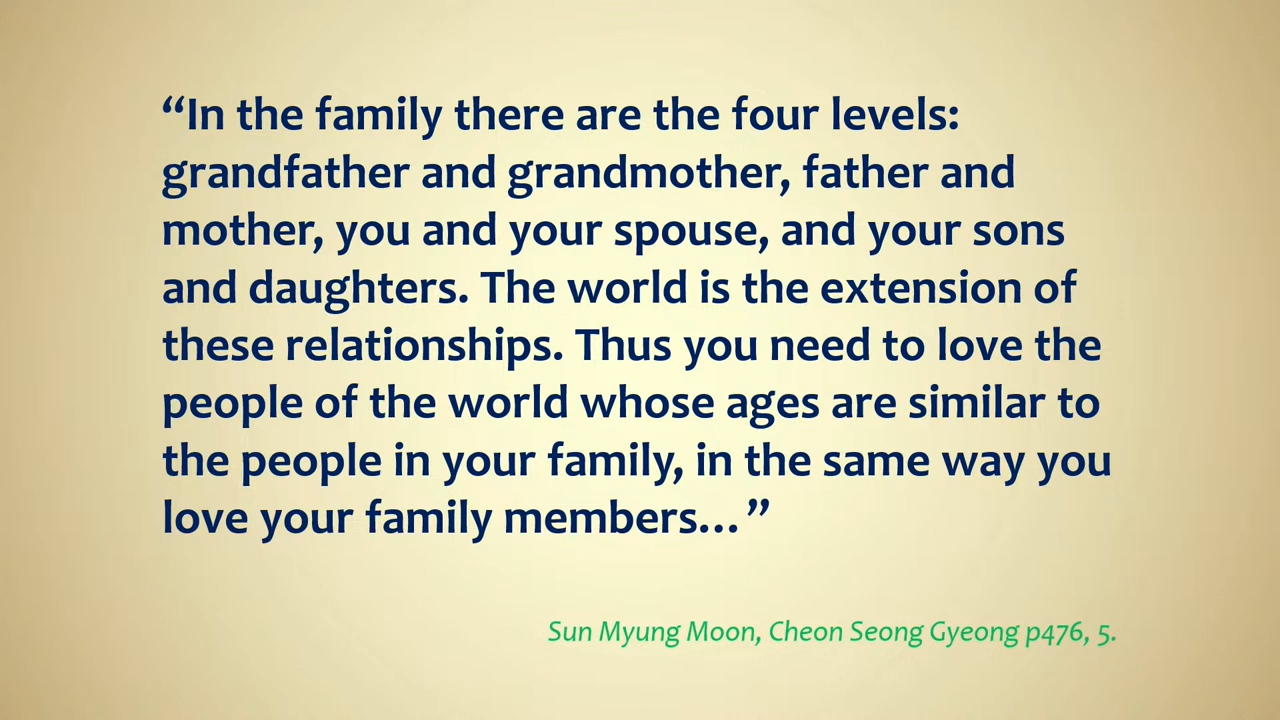 “In the family there are the four levels:
grandfather and grandmother, father and
mother, you and your spouse, and your sons
and daughters. The world is the extension of
these relationships. Thus you need to love the
people of the world whose ages are similar to
the people in your family, in the same way you
love your family members…”
Sun Myung Moon, Cheon Seong Gyeong p476, 5.